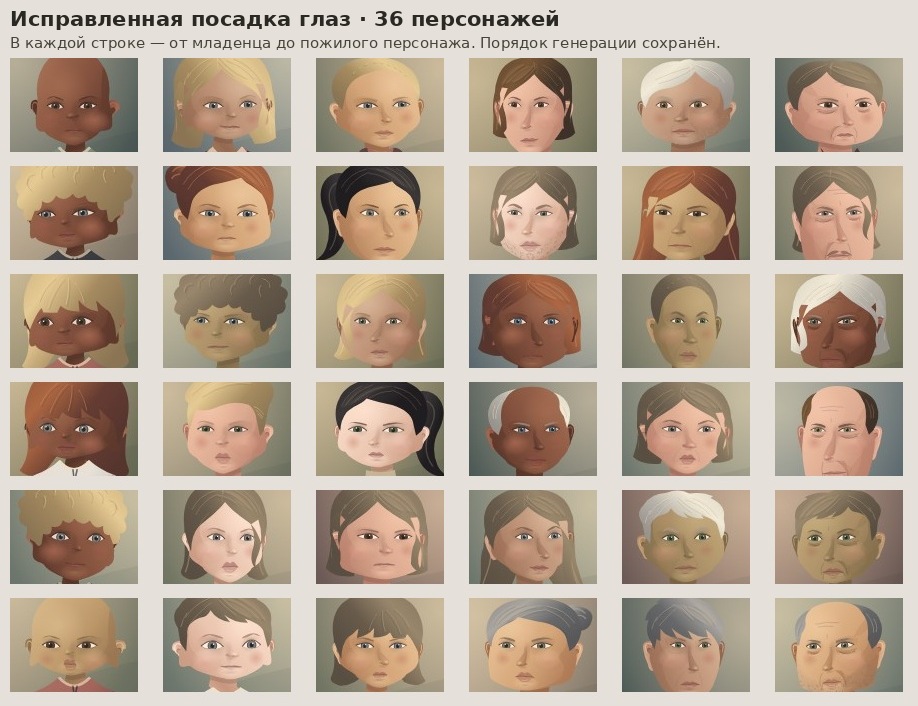 Исправленная посадка глаз · 36 персонажей
В каждой строке — от младенца до пожилого персонажа. Порядок генерации сохранён.